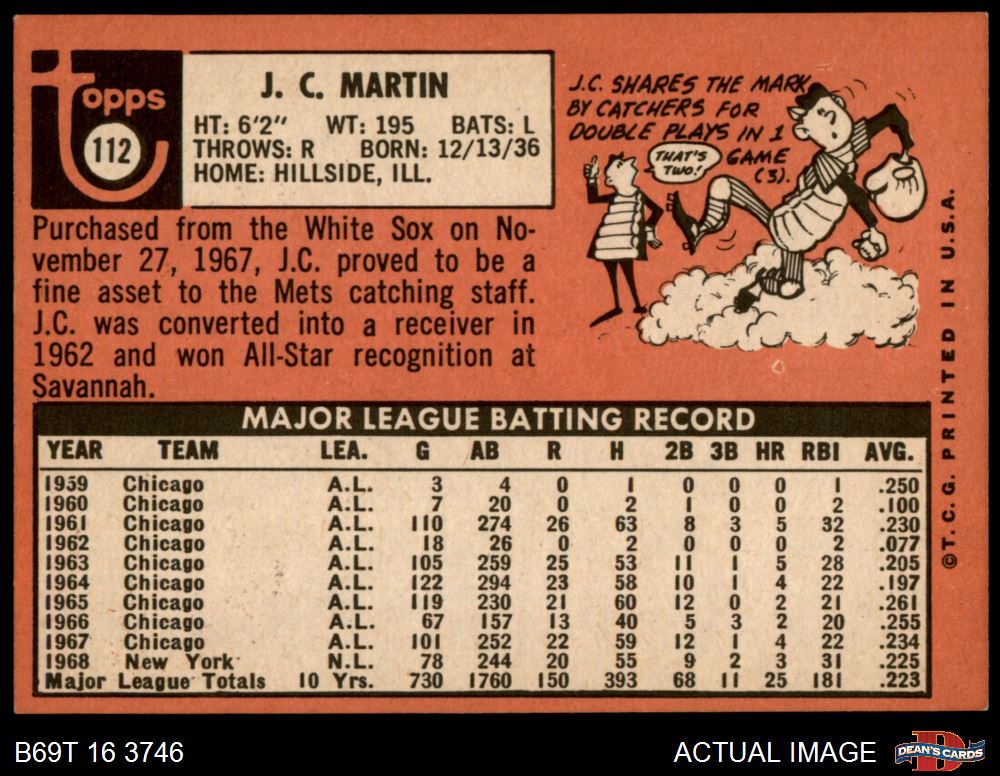 topps
112
J. C. MARTIN
HT: 6'2" WT: 195 BATS: L
THROWS: R BORN: 12/13/36
HOME: HILLSIDE, ILL.
J.C. SHARES THE MARK
BY CATCHERS FOR
DOUBLE PLAYS IN 1
GAME
(3).
THAT'S
TWO!
Purchased from the White Sox on No-
vember 27, 1967, J.C. proved to be a
fine asset to the Mets catching staff.
J.C. was converted into a receiver in
1962 and won All-Star recognition at
Savannah.
MAJOR LEAGUE BATTING RECORD
YEAR TEAM LEA. G AB R H 2B 3B HR RBI AVG.
1959 Chicago A.L. 3 4 0 1 0 0 0 1 .250
1960 Chicago A.L. 7 20 0 2 1 0 0 2 .100
1961 Chicago A.L. 110 274 26 63 8 3 5 32 .230
1962 Chicago A.L. 18 26 0 2 0 0 0 2 .077
1963 Chicago A.L. 105 259 25 53 11 1 5 28 .205
1964 Chicago A.L. 122 294 23 58 10 1 4 22 .197
1965 Chicago A.L. 119 230 21 60 12 0 2 21 .261
1966 Chicago A.L. 67 157 13 40 5 3 2 20 .255
1967 Chicago A.L. 101 252 22 59 12 1 4 22 .234
1968 New York N.L. 78 244 20 55 9 2 3 31 .225
Major League Totals 10 Yrs. 730 1760 150 393 68 11 25 181 .223
©T. C. G. PRINTED IN U.S.A.
B69T 16 3746
ACTUAL IMAGE
DEAN'S CARDS